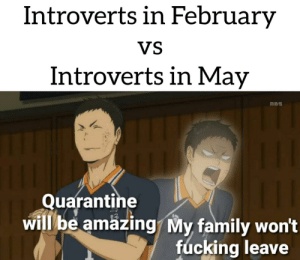 Introverts in February
vs
Introverts in May
Quarantine
will be amazing
My family won't
fucking leave